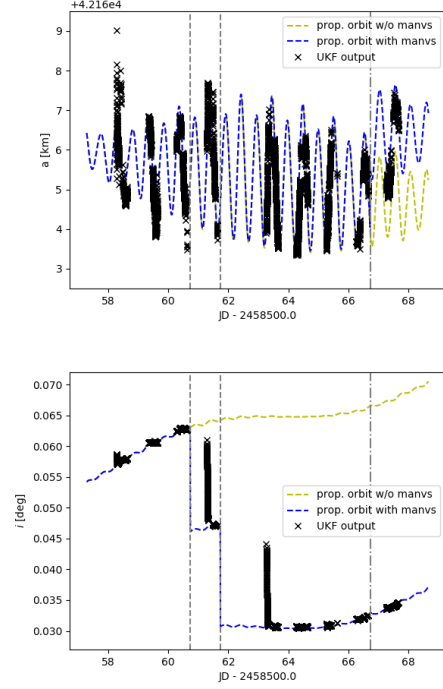 +4.216e4
9
8
7
6
5
4
3
a [km]
prop. orbit w/o manvs
prop. orbit with manvs
UKF output
58 60 62 64 66 68
JD - 2458500.0
0.070
0.065
0.060
0.055
0.050
0.045
0.040
0.035
0.030
i [deg]
prop. orbit w/o manvs
prop. orbit with manvs
UKF output
58 60 62 64 66 68
JD - 2458500.0